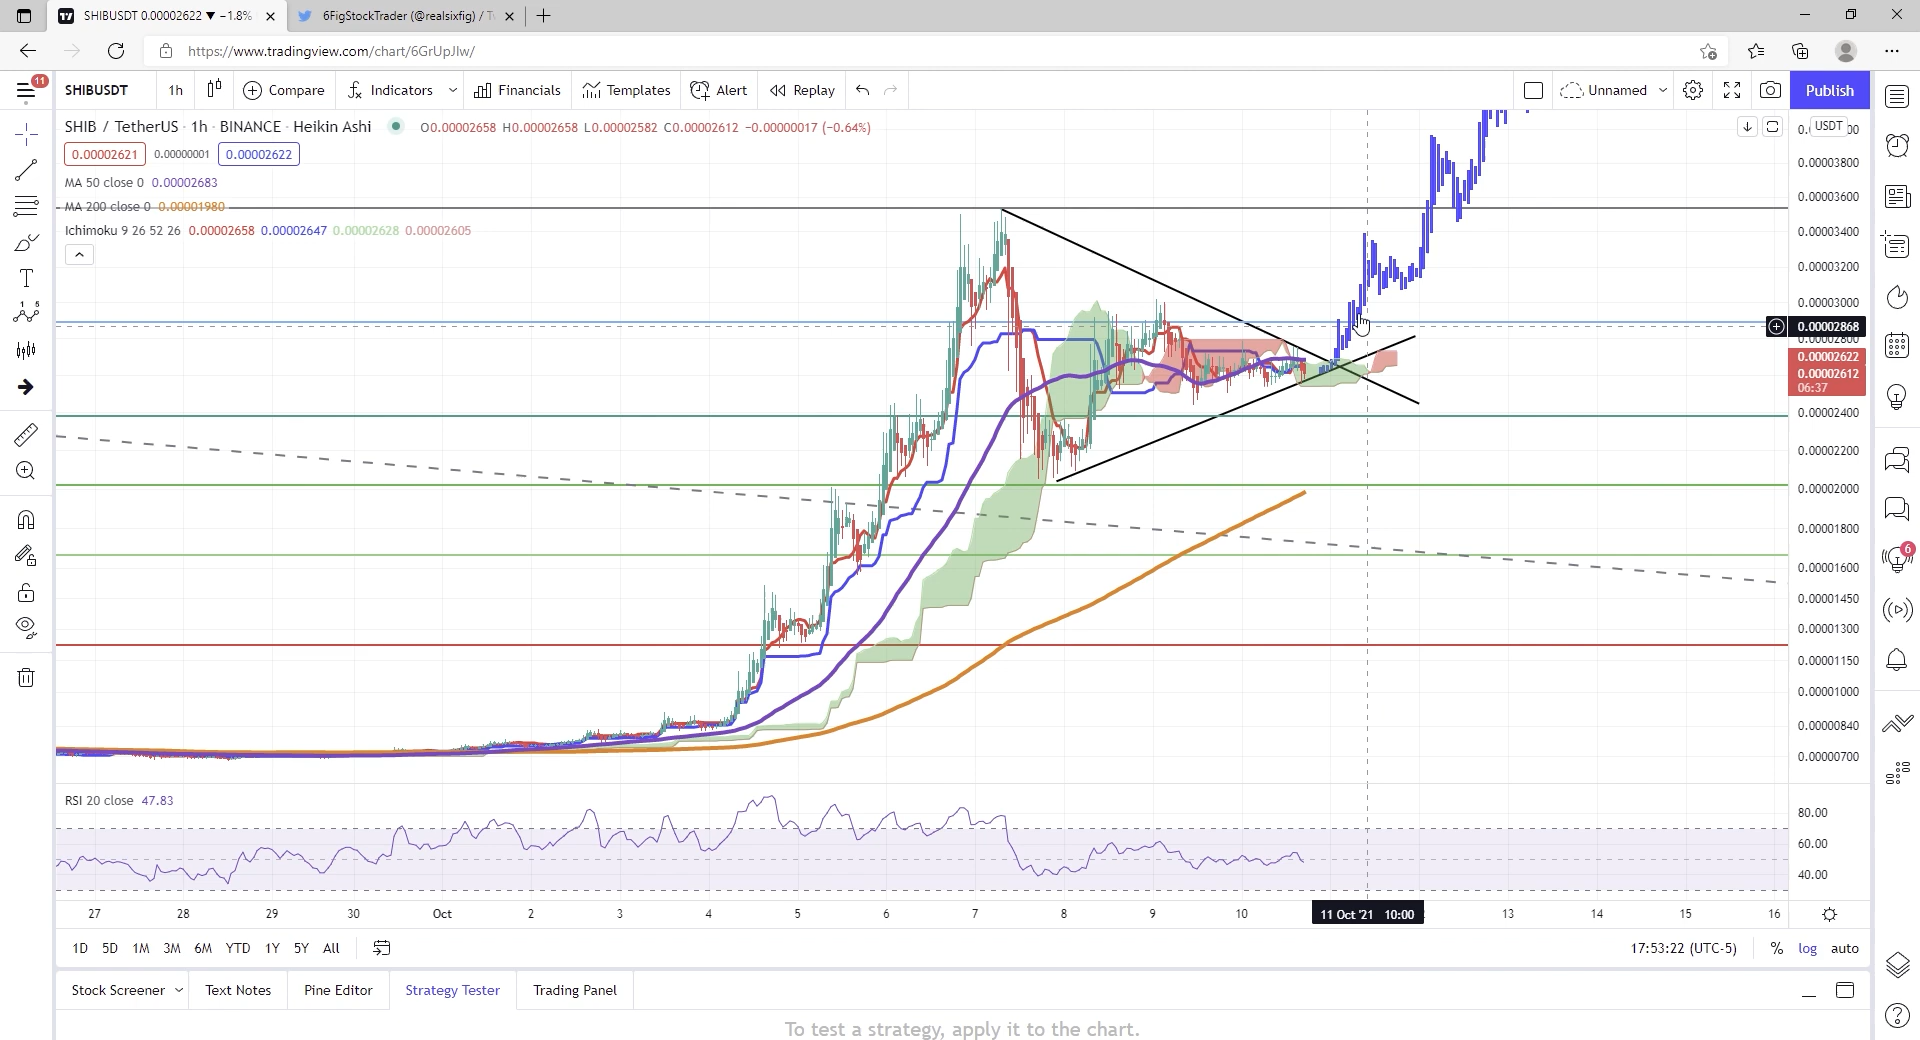 SHIBUSDT 0.00002622 ▼ −1.8%
6FigStockTrader (@realsixfig) / Tw
https://www.tradingview.com/chart/6GrUpJIw/
11
SHIBUSDT
1h
Compare
Indicators
Financials
Templates
Alert
Replay
Unnamed
Publish
SHIB / TetherUS · 1h · BINANCE · Heikin Ashi
O0.00002658 H0.00002658 L0.00002582 C0.00002612 −0.00000017 (−0.64%)
0.00002621
0.00000001
0.00002622
MA 50 close 0 0.00002683
MA 200 close 0 0.00001980
Ichimoku 9 26 52 26 0.00002658 0.00002647 0.00002628 0.00002605
USDT
0.00003800
0.00003600
0.00003400
0.00003200
0.00003000
0.00002868
0.00002800
0.00002622
0.00002612
06:37
0.00002400
0.00002200
0.00002000
0.00001800
0.00001600
0.00001450
0.00001300
0.00001150
0.00001000
0.00000840
0.00000700
6
RSI 20 close 47.83
80.00
60.00
40.00
27 28 29 30 Oct 2 3 4 5 6 7 8 9 10 11 Oct '21 10:00 13 14 15 16
1D 5D 1M 3M 6M YTD 1Y 5Y All
17:53:22 (UTC-5) % log auto
Stock Screener
Text Notes
Pine Editor
Strategy Tester
Trading Panel
To test a strategy, apply it to the chart.